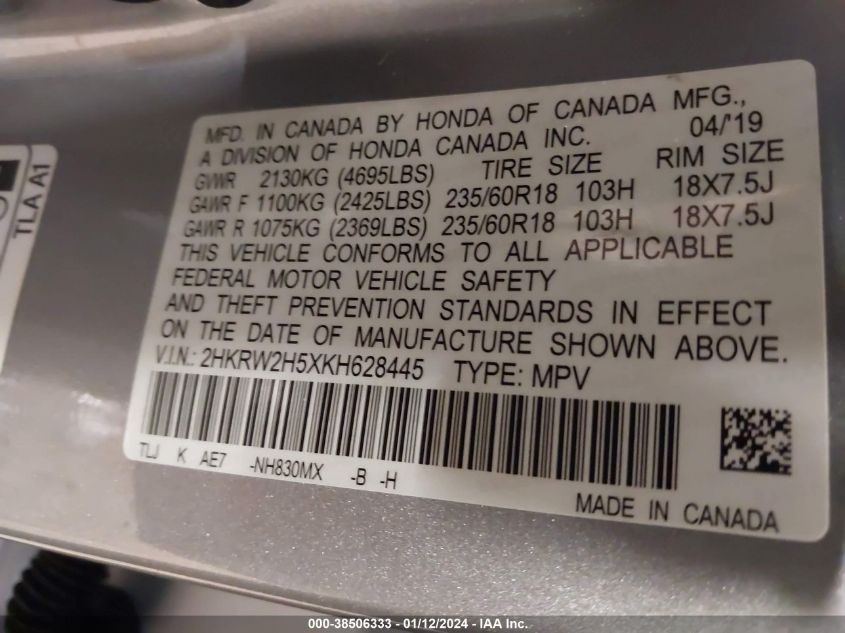 MFD. IN CANADA BY HONDA OF CANADA MFG.,
A DIVISION OF HONDA CANADA INC. 04/'19
GVWR 2130KG (4695LBS) TIRE SIZE RIM SIZE
GAWR F 1100KG (2425LBS) 235/60R18 103H 18X7.5J
GAWR R 1075KG (2369LBS) 235/60R18 103H 18X7.5J
THIS VEHICLE CONFORMS TO ALL APPLICABLE
FEDERAL MOTOR VEHICLE SAFETY
AND THEFT PREVENTION STANDARDS IN EFFECT
ON THE DATE OF MANUFACTURE SHOWN ABOVE.
V.I.N.: 2HKRW2H5XKH628445 TYPE: MPV
TLJ K AE7 -NH830MX -B -H
MADE IN CANADA
TLA A1
000-38506333 - 01/12/2024 - IAA Inc.